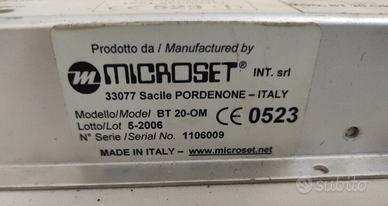 Prodotto da / Manufactured by
m MICROSET® INT. srl
33077 Sacile PORDENONE – ITALY
Modello/Model BT 20-OM CE 0523
Lotto/Lot 5-2006
N° Serie/Serial No. 1106009
MADE IN ITALY – www.microset.net
subito